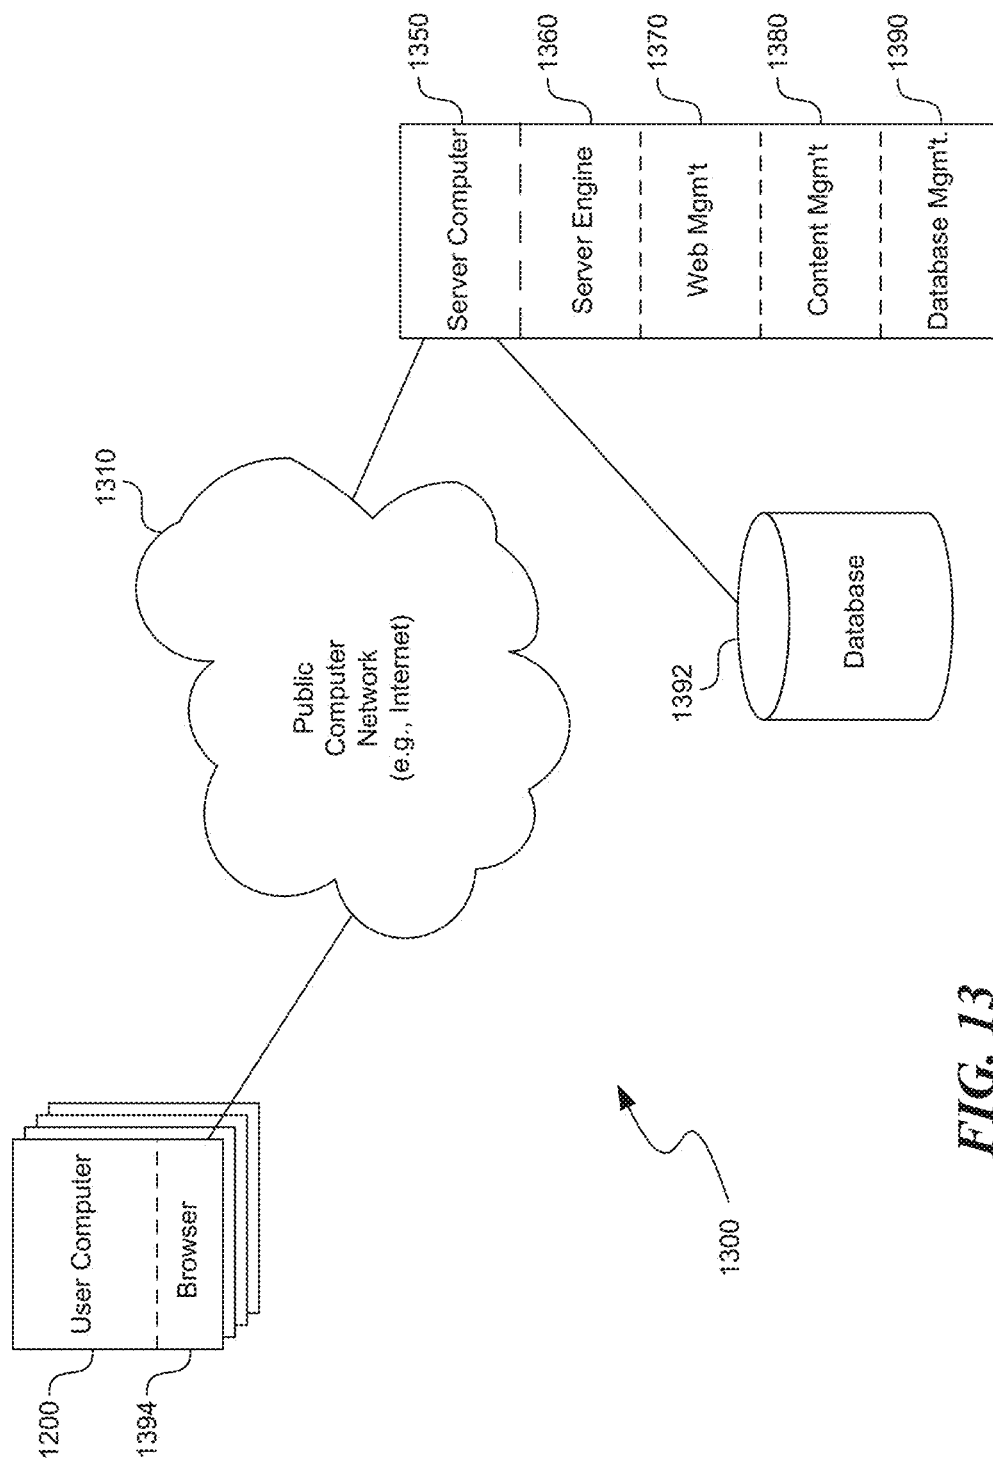 1200
User Computer
1394
Browser
1310
Public
Computer
Network
(e.g., Internet)
1350
Server Computer
1360
Server Engine
1370
Web Mgm't
1380
Content Mgm't
1390
Database Mgm't.
1392
Database
1300
FIG. 13